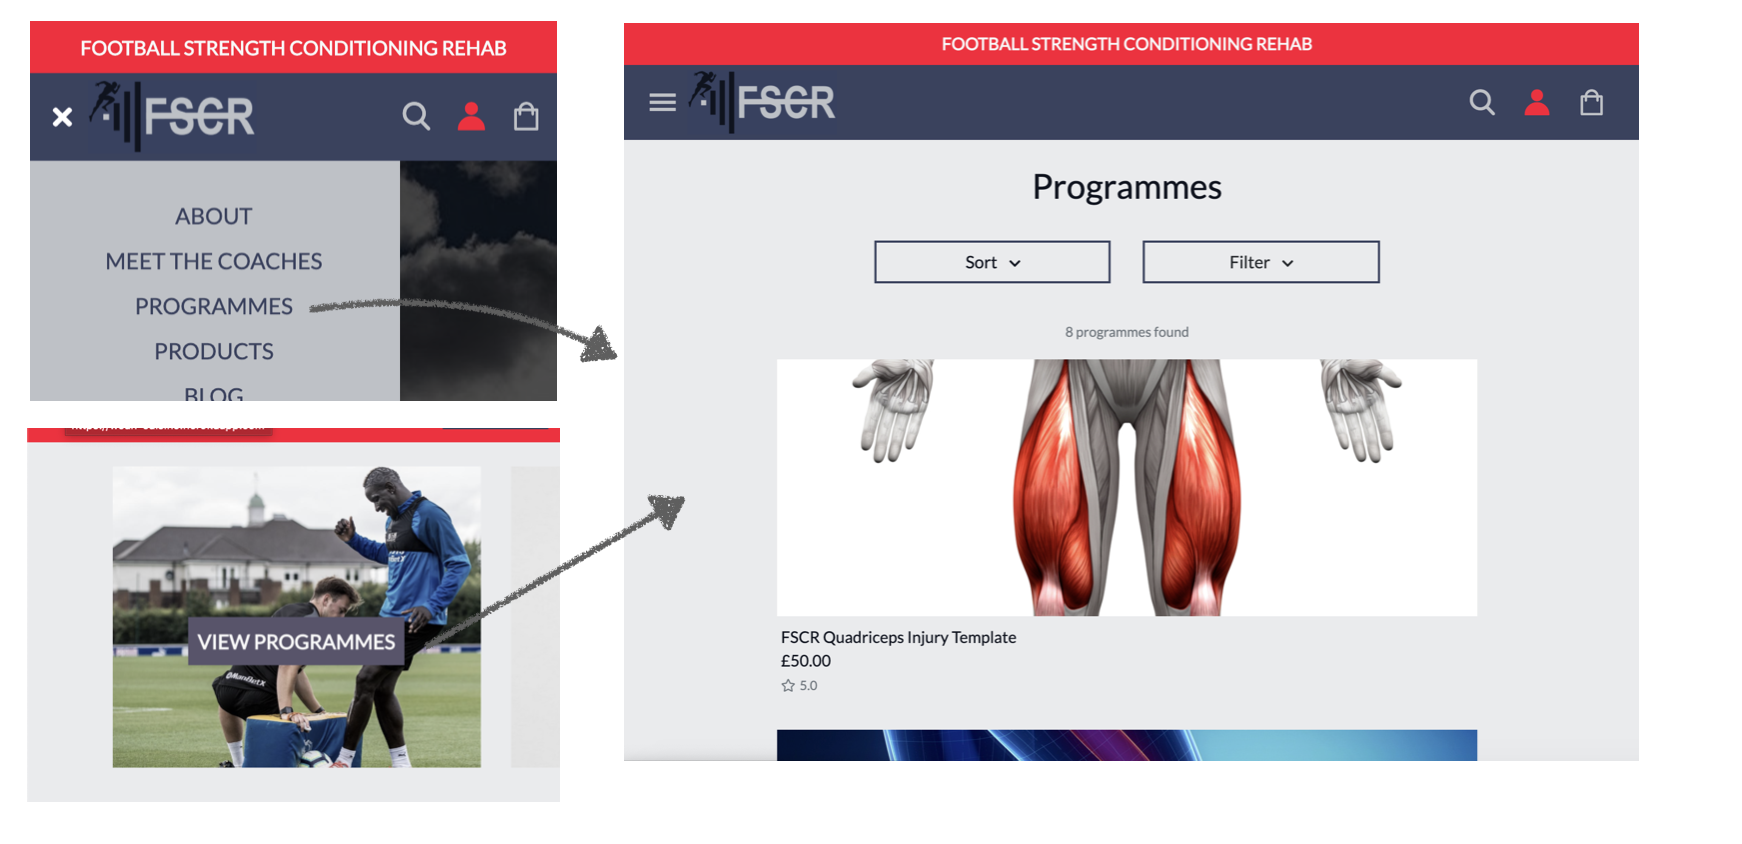 FOOTBALL STRENGTH CONDITIONING REHAB
FSCR
ABOUT
MEET THE COACHES
PROGRAMMES
PRODUCTS
BLOG
VIEW PROGRAMMES
FOOTBALL STRENGTH CONDITIONING REHAB
FSCR
Programmes
Sort
Filter
8 programmes found
FSCR Quadriceps Injury Template
£50.00
5.0